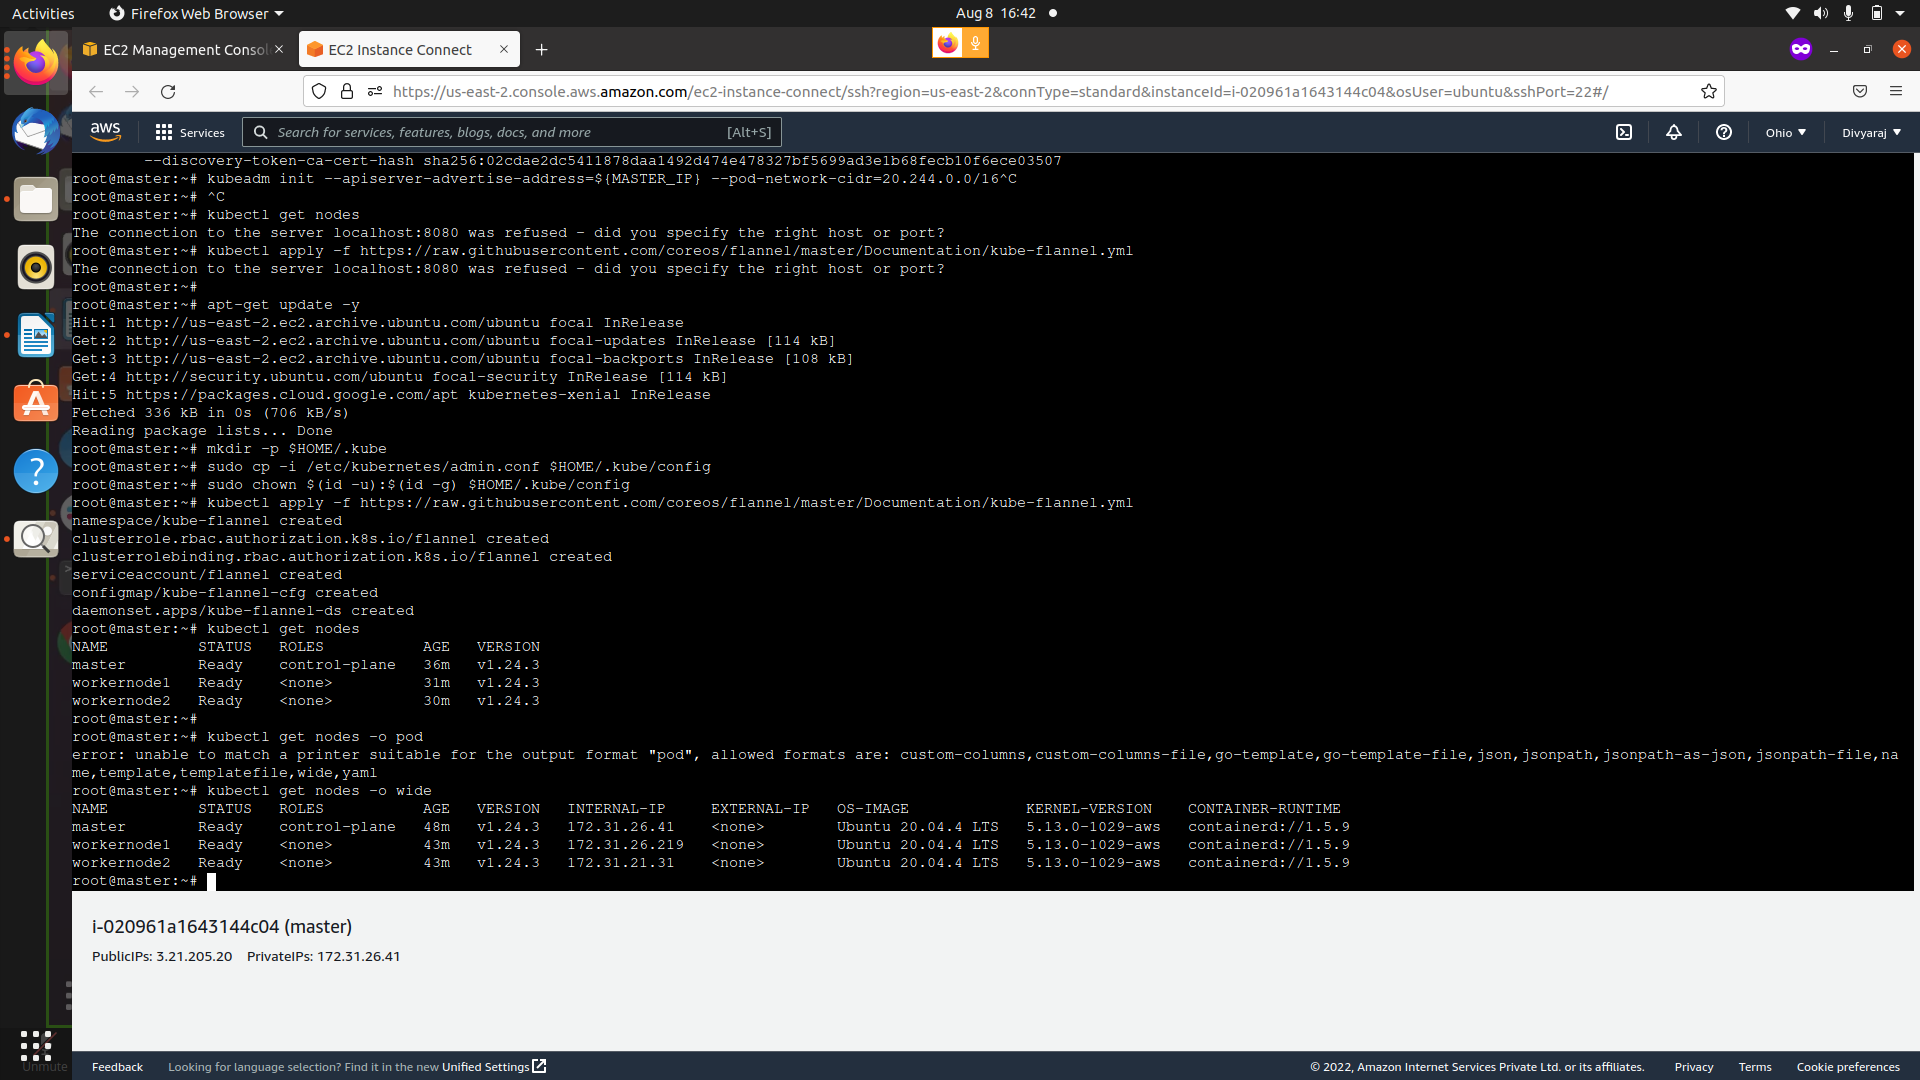 Activities
Firefox Web Browser
Aug 8 16:42
EC2 Management Consol
EC2 Instance Connect
https://us-east-2.console.aws.amazon.com/ec2-instance-connect/ssh?region=us-east-2&connType=standard&instanceId=i-020961a1643144c04&osUser=ubuntu&sshPort=22#/
aws
Services
Search for services, features, blogs, docs, and more
[Alt+S]
Ohio
Divyaraj
--discovery-token-ca-cert-hash sha256:02cdae2dc5411878daa1492d474e478327bf5699ad3e1b68fecb10f6ece03507
root@master:~# kubeadm init --apiserver-advertise-address=${MASTER_IP} --pod-network-cidr=20.244.0.0/16^C
root@master:~# ^C
root@master:~# kubectl get nodes
The connection to the server localhost:8080 was refused - did you specify the right host or port?
root@master:~# kubectl apply -f https://raw.githubusercontent.com/coreos/flannel/master/Documentation/kube-flannel.yml
The connection to the server localhost:8080 was refused - did you specify the right host or port?
root@master:~#
root@master:~# apt-get update -y
Hit:1 http://us-east-2.ec2.archive.ubuntu.com/ubuntu focal InRelease
Get:2 http://us-east-2.ec2.archive.ubuntu.com/ubuntu focal-updates InRelease [114 kB]
Get:3 http://us-east-2.ec2.archive.ubuntu.com/ubuntu focal-backports InRelease [108 kB]
Get:4 http://security.ubuntu.com/ubuntu focal-security InRelease [114 kB]
Hit:5 https://packages.cloud.google.com/apt kubernetes-xenial InRelease
Fetched 336 kB in 0s (706 kB/s)
Reading package lists... Done
root@master:~# mkdir -p $HOME/.kube
root@master:~# sudo cp -i /etc/kubernetes/admin.conf $HOME/.kube/config
root@master:~# sudo chown $(id -u):$(id -g) $HOME/.kube/config
root@master:~# kubectl apply -f https://raw.githubusercontent.com/coreos/flannel/master/Documentation/kube-flannel.yml
namespace/kube-flannel created
clusterrole.rbac.authorization.k8s.io/flannel created
clusterrolebinding.rbac.authorization.k8s.io/flannel created
serviceaccount/flannel created
configmap/kube-flannel-cfg created
daemonset.apps/kube-flannel-ds created
root@master:~# kubectl get nodes
NAME STATUS ROLES AGE VERSION
master Ready control-plane 36m v1.24.3
workernode1 Ready <none> 31m v1.24.3
workernode2 Ready <none> 30m v1.24.3
root@master:~#
root@master:~# kubectl get nodes -o pod
error: unable to match a printer suitable for the output format "pod", allowed formats are: custom-columns,custom-columns-file,go-template,go-template-file,json,jsonpath,jsonpath-as-json,jsonpath-file,na
me,template,templatefile,wide,yaml
root@master:~# kubectl get nodes -o wide
NAME STATUS ROLES AGE VERSION INTERNAL-IP EXTERNAL-IP OS-IMAGE KERNEL-VERSION CONTAINER-RUNTIME
master Ready control-plane 48m v1.24.3 172.31.26.41 <none> Ubuntu 20.04.4 LTS 5.13.0-1029-aws containerd://1.5.9
workernode1 Ready <none> 43m v1.24.3 172.31.26.219 <none> Ubuntu 20.04.4 LTS 5.13.0-1029-aws containerd://1.5.9
workernode2 Ready <none> 43m v1.24.3 172.31.21.31 <none> Ubuntu 20.04.4 LTS 5.13.0-1029-aws containerd://1.5.9
root@master:~#
i-020961a1643144c04 (master)
PublicIPs: 3.21.205.20 PrivateIPs: 172.31.26.41
Unmute
Feedback
Looking for language selection? Find it in the new Unified Settings
© 2022, Amazon Internet Services Private Ltd. or its affiliates.
Privacy
Terms
Cookie preferences